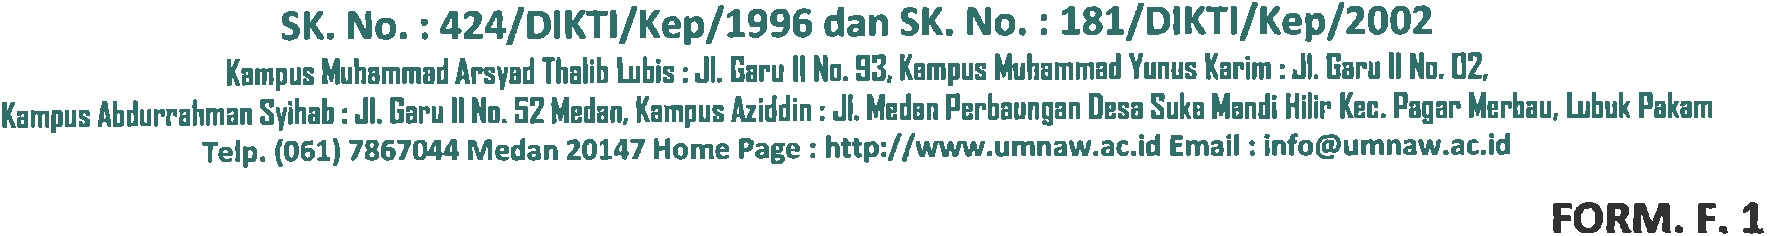 SK. No. : 424/DIKTI/Kep/1996 dan SK. No. : 181/DIKTI/Kep/2002
Kampus Muhammad Arsyad Thalib Lubis : Jl. Garu II No. 93, Kampus Muhammad Yunus Karim : Jl. Garu II No. 02,
Kampus Abdurrahman Syihab : Jl. Garu II No. 52 Medan, Kampus Aziddin : Jl. Medan Perbaungan Desa Suka Mandi Hilir Kec. Pagar Merbau, Lubuk Pakam
Telp. (061) 7867044 Medan 20147 Home Page : http://www.umnaw.ac.id Email : info@umnaw.ac.id
FORM. F. 1